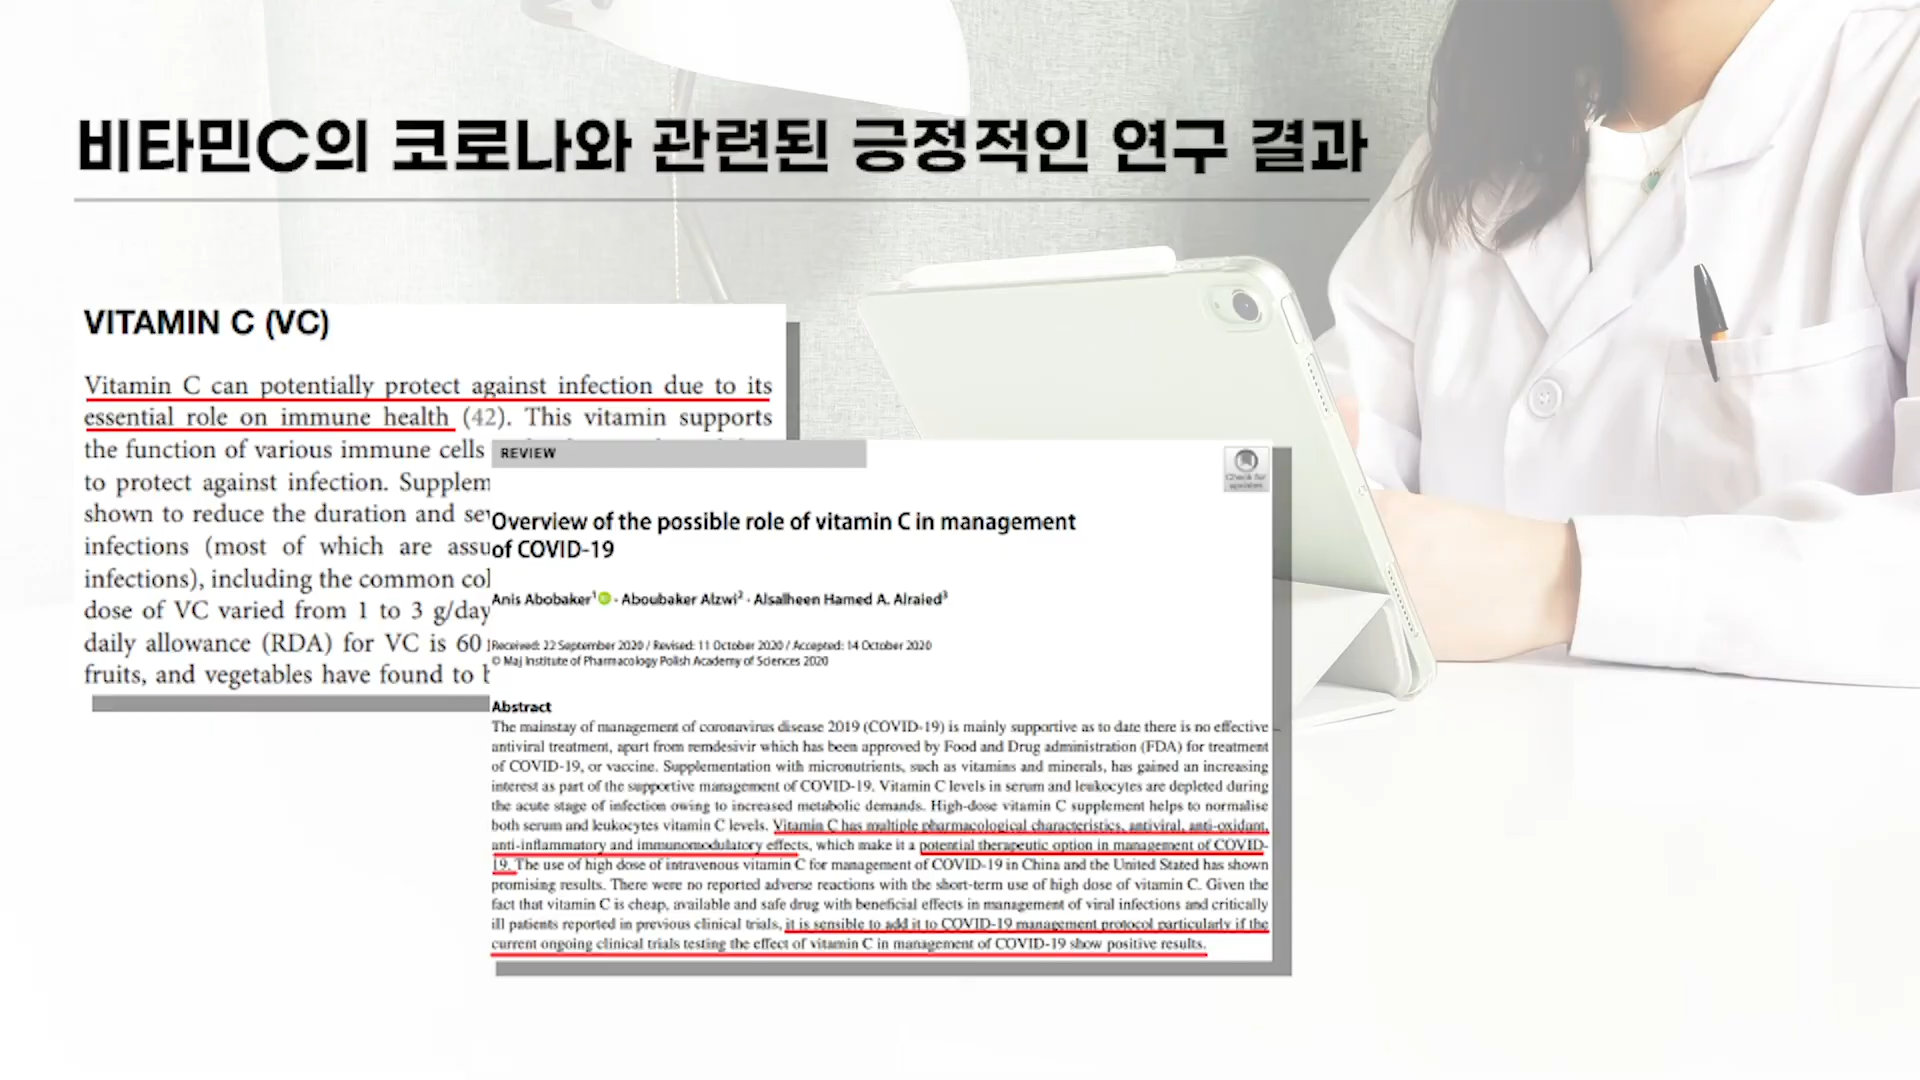 비타민C의 코로나와 관련된 긍정적인 연구 결과
VITAMIN C (VC)
Vitamin C can potentially protect against infection due to its
essential role on immune health (42). This vitamin supports
the function of various immune cells
to protect against infection. Supplem
shown to reduce the duration and se
infections (most of which are assu
infections), including the common col
dose of VC varied from 1 to 3 g/day
daily allowance (RDA) for VC is 60
fruits, and vegetables have found to b
REVIEW
Check for
updates
Overview of the possible role of vitamin C in management
of COVID-19
Anis Abobaker¹ · Aboubaker Alzwi² · Alsalheen Hamed A. Alraied³
Received: 22 September 2020 / Revised: 11 October 2020 / Accepted: 14 October 2020
© Maj Institute of Pharmacology Polish Academy of Sciences 2020
Abstract
The mainstay of management of coronavirus disease 2019 (COVID-19) is mainly supportive as to date there is no effective
antiviral treatment, apart from remdesivir which has been approved by Food and Drug administration (FDA) for treatment
of COVID-19, or vaccine. Supplementation with micronutrients, such as vitamins and minerals, has gained an increasing
interest as part of the supportive management of COVID-19. Vitamin C levels in serum and leukocytes are depleted during
the acute stage of infection owing to increased metabolic demands. High-dose vitamin C supplement helps to normalise
both serum and leukocytes vitamin C levels. Vitamin C has multiple pharmacological characteristics, antiviral, anti-oxidant,
anti-inflammatory and immunomodulatory effects, which make it a potential therapeutic option in management of COVID-
19. The use of high dose of intravenous vitamin C for management of COVID-19 in China and the United Stated has shown
promising results. There were no reported adverse reactions with the short-term use of high dose of vitamin C. Given the
fact that vitamin C is cheap, available and safe drug with beneficial effects in management of viral infections and critically
ill patients reported in previous clinical trials, it is sensible to add it to COVID-19 management protocol particularly if the
current ongoing clinical trials testing the effect of vitamin C in management of COVID-19 show positive results.